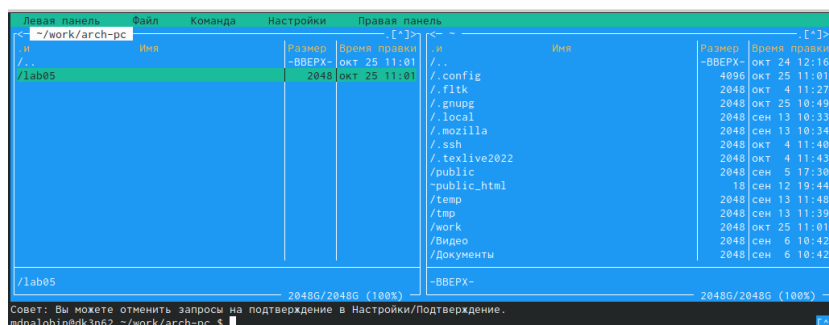 Левая панель Файл Команда Настройки Правая панель
<- ~/work/arch-pc .[^]> <- ~ .[^]>
.и Имя Размер Время правки .и Имя Размер Время правки
/.. -ВВЕРХ- окт 25 11:01 /.. -ВВЕРХ- окт 24 12:16
/lab05 2048 окт 25 11:01 /.config 4096 окт 25 11:01
/.fltk 2048 окт 4 11:27
/.gnupg 2048 окт 25 10:49
/.local 2048 сен 13 10:33
/.mozilla 2048 сен 13 10:34
/.ssh 2048 окт 4 11:40
/.texlive2022 2048 окт 4 11:43
/public 2048 сен 5 17:30
~public_html 18 сен 12 19:44
/temp 2048 сен 13 11:48
/tmp 2048 сен 13 11:39
/work 2048 окт 25 11:01
/Видео 2048 сен 6 10:42
/Документы 2048 сен 6 10:42
/lab05 -ВВЕРХ-
2048G/2048G (100%) 2048G/2048G (100%)
Совет: Вы можете отменить запросы на подтверждение в Настройки/Подтверждение.
mdnalobin@dk3n62 ~/work/arch-pc $ [^